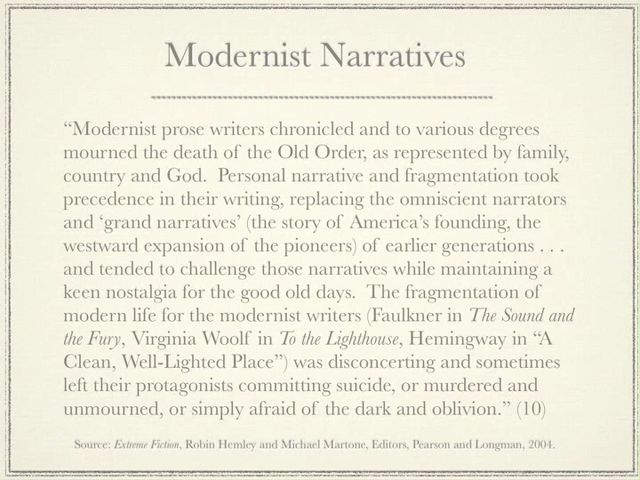 Modernist Narratives
“Modernist prose writers chronicled and to various degrees
mourned the death of the Old Order, as represented by family,
country and God.  Personal narrative and fragmentation took
precedence in their writing, replacing the omniscient narrators
and ‘grand narratives’ (the story of America’s founding, the
westward expansion of the pioneers) of earlier generations . . .
and tended to challenge those narratives while maintaining a
keen nostalgia for the good old days.  The fragmentation of
modern life for the modernist writers (Faulkner in The Sound and
the Fury, Virginia Woolf in To the Lighthouse, Hemingway in “A
Clean, Well-Lighted Place”) was disconcerting and sometimes
left their protagonists committing suicide, or murdered and
unmourned, or simply afraid of the dark and oblivion.” (10)
Source: Extreme Fiction, Robin Hemley and Michael Martone, Editors, Pearson and Longman, 2004.